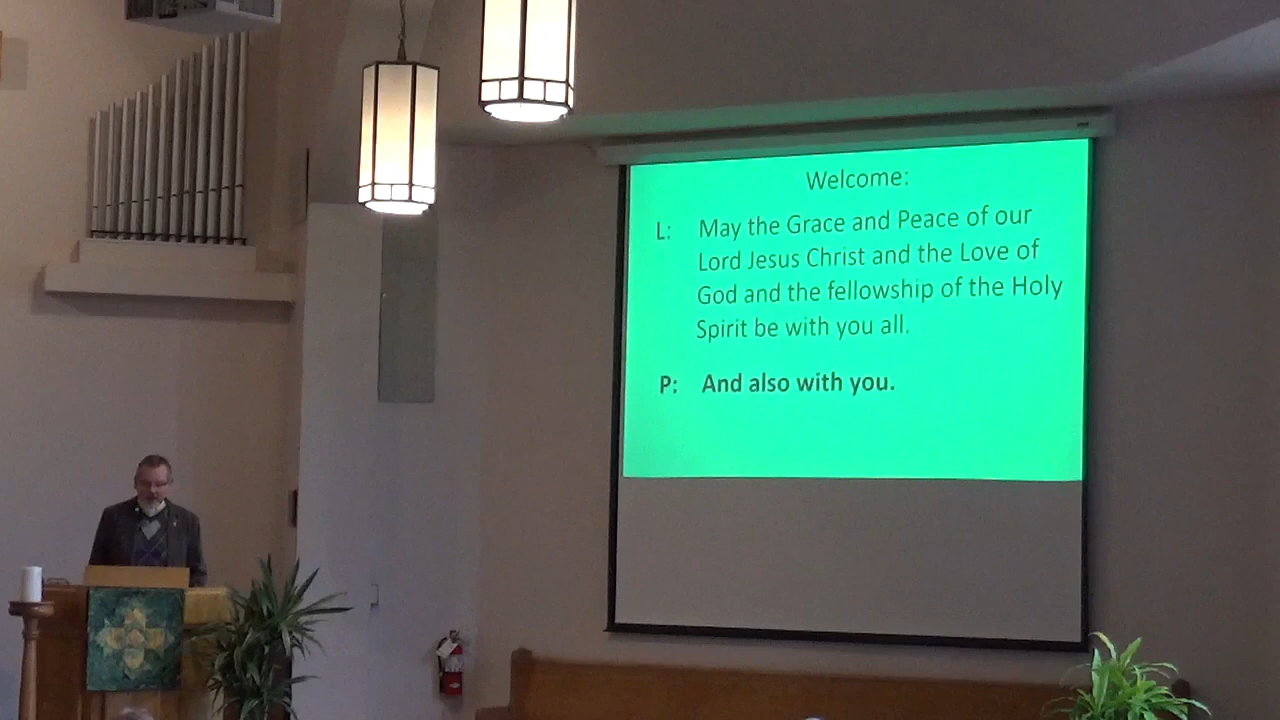 Welcome:
L: May the Grace and Peace of our
Lord Jesus Christ and the Love of
God and the fellowship of the Holy
Spirit be with you all.
P: And also with you.